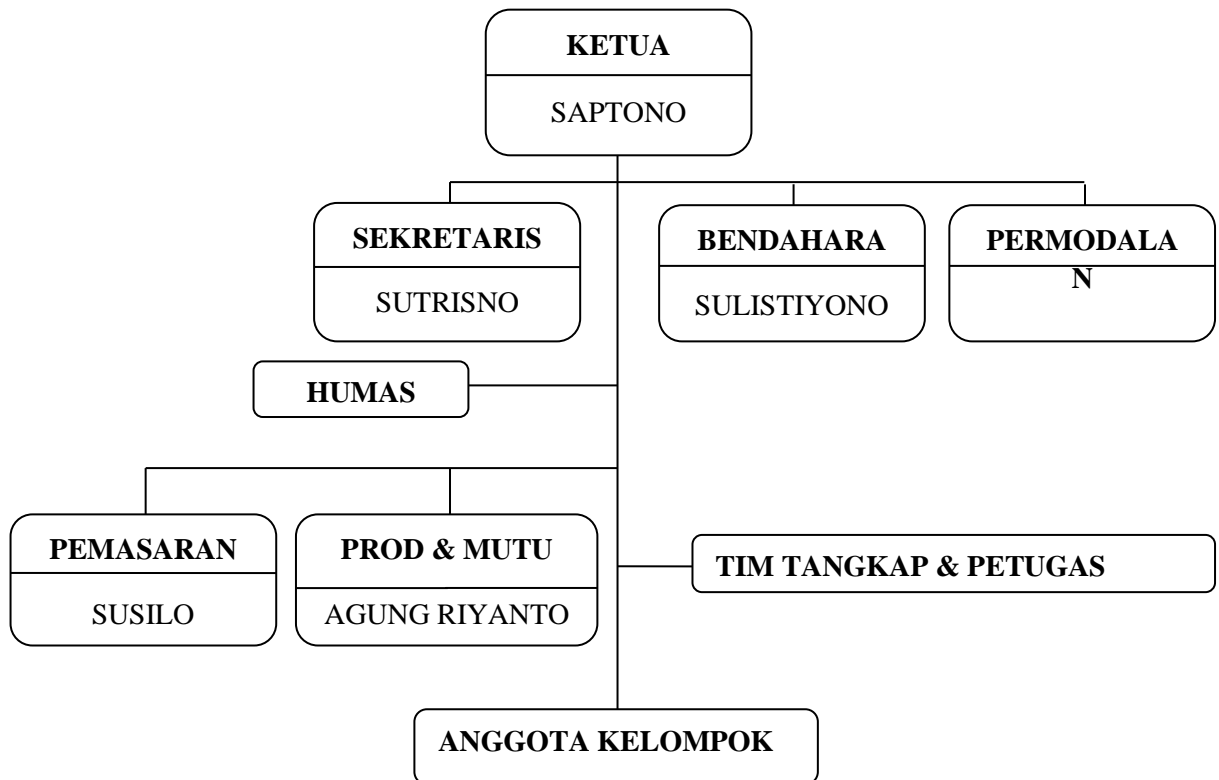 KETUA
SAPTONO
SEKRETARIS
SUTRISNO
BENDAHARA
SULISTIYONO
PERMODALA
N
HUMAS
PEMASARAN
SUSILO
PROD & MUTU
AGUNG RIYANTO
TIM TANGKAP & PETUGAS
ANGGOTA KELOMPOK